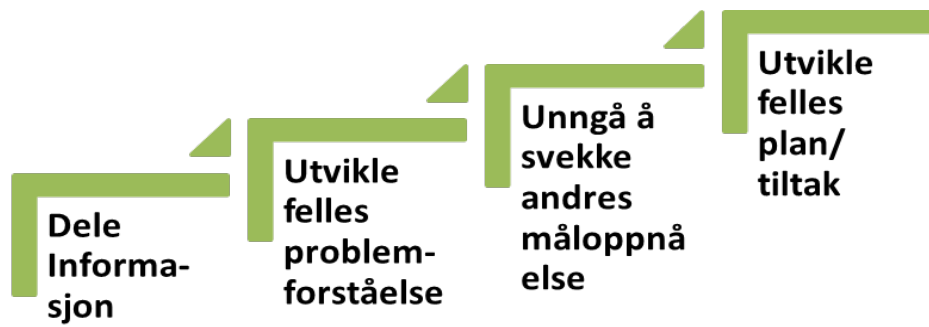 Dele
Informa-
sjon
Utvikle
felles
problem-
forståelse
Unngå å
svekke
andres
måloppnå
else
Utvikle
felles
plan/
tiltak